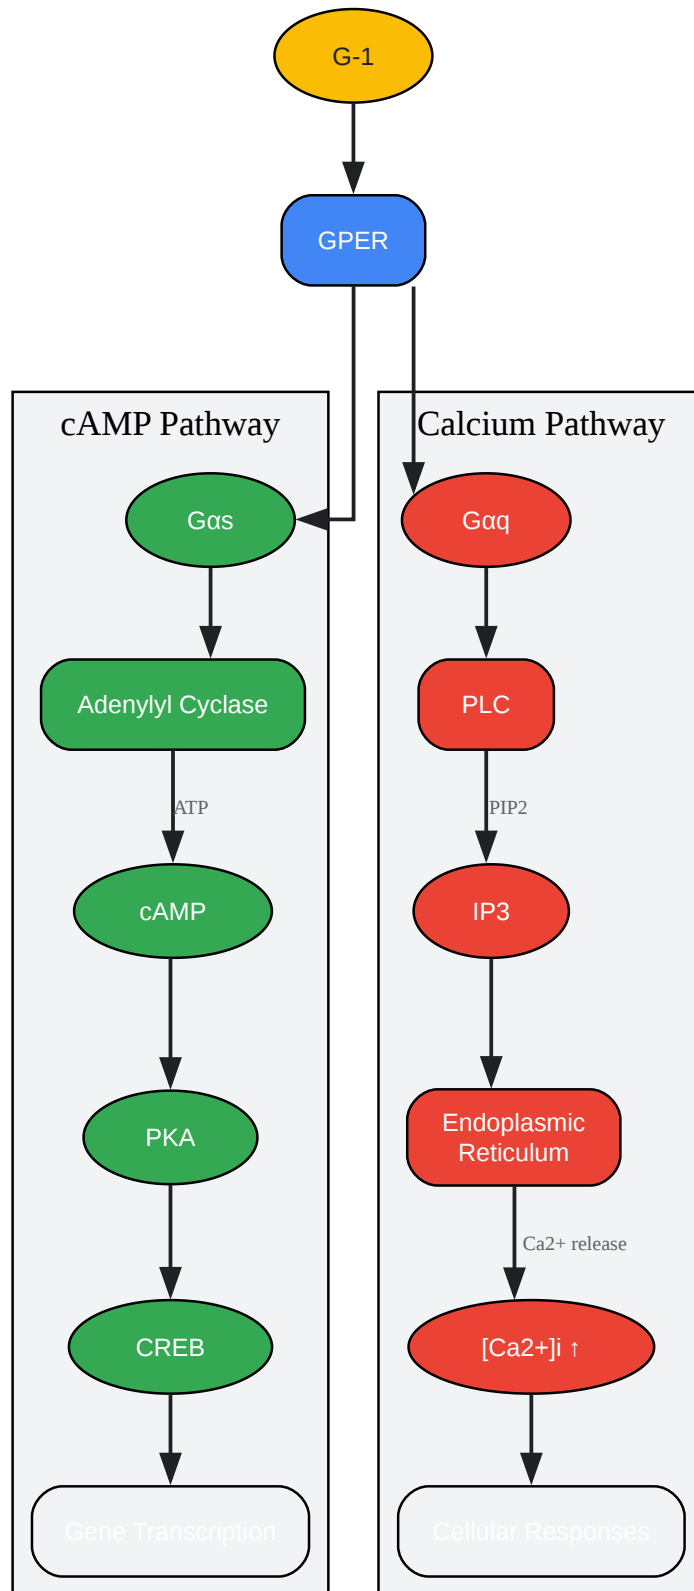 G-1
GPER
cAMP Pathway
Gαs
Adenylyl Cyclase
ATP
cAMP
PKA
CREB
Gene Transcription
Calcium Pathway
Gαq
PLC
PIP2
IP3
Endoplasmic
Reticulum
Ca2+ release
[Ca2+]i ↑
Cellular Responses